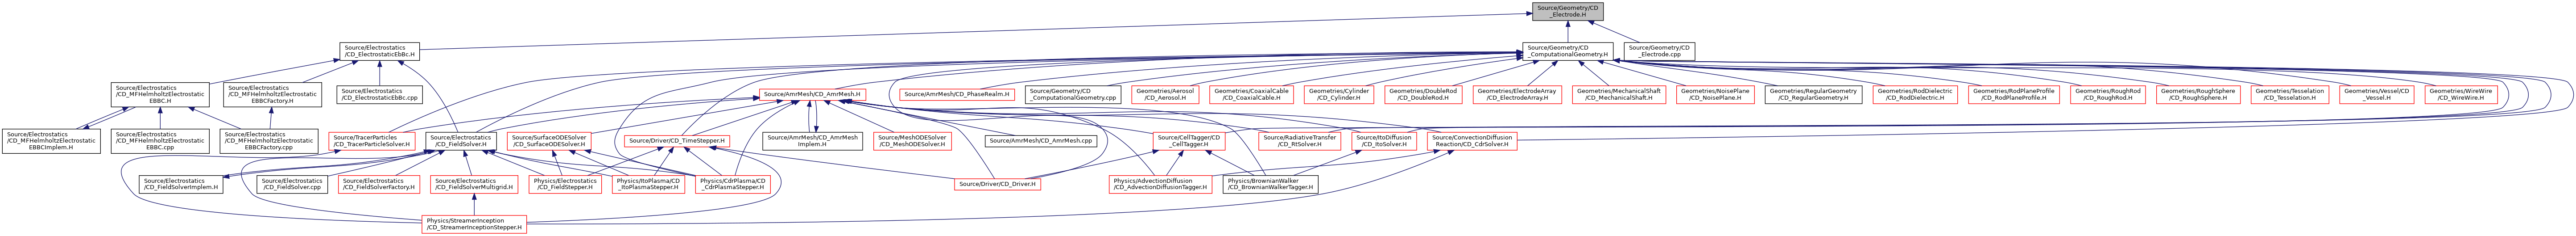 Source/Geometry/CD
_Electrode.H
Source/Electrostatics
/CD_ElectrostaticEbBc.H
Source/Geometry/CD
_ComputationalGeometry.H
Source/Geometry/CD
_Electrode.cpp
Source/Electrostatics
/CD_MFHelmholtzElectrostatic
EBBC.H
Source/Electrostatics
/CD_MFHelmholtzElectrostatic
EBBCFactory.H
Source/Electrostatics
/CD_ElectrostaticEbBc.cpp
Source/AmrMesh/CD_AmrMesh.H
Source/AmrMesh/CD_PhaseRealm.H
Source/Geometry/CD
_ComputationalGeometry.cpp
Geometries/Aerosol
/CD_Aerosol.H
Geometries/CoaxialCable
/CD_CoaxialCable.H
Geometries/Cylinder
/CD_Cylinder.H
Geometries/DoubleRod
/CD_DoubleRod.H
Geometries/ElectrodeArray
/CD_ElectrodeArray.H
Geometries/MechanicalShaft
/CD_MechanicalShaft.H
Geometries/NoisePlane
/CD_NoisePlane.H
Geometries/RegularGeometry
/CD_RegularGeometry.H
Geometries/RodDielectric
/CD_RodDielectric.H
Geometries/RodPlaneProfile
/CD_RodPlaneProfile.H
Geometries/RoughRod
/CD_RoughRod.H
Geometries/RoughSphere
/CD_RoughSphere.H
Geometries/Tesselation
/CD_Tesselation.H
Geometries/Vessel/CD
_Vessel.H
Geometries/WireWire
/CD_WireWire.H
Source/Electrostatics
/CD_MFHelmholtzElectrostatic
EBBCImplem.H
Source/Electrostatics
/CD_MFHelmholtzElectrostatic
EBBC.cpp
Source/Electrostatics
/CD_MFHelmholtzElectrostatic
EBBCFactory.cpp
Source/TracerParticles
/CD_TracerParticleSolver.H
Source/Electrostatics
/CD_FieldSolver.H
Source/SurfaceODESolver
/CD_SurfaceODESolver.H
Source/Driver/CD_TimeStepper.H
Source/AmrMesh/CD_AmrMesh
Implem.H
Source/MeshODESolver
/CD_MeshODESolver.H
Source/AmrMesh/CD_AmrMesh.cpp
Source/CellTagger/CD
_CellTagger.H
Source/RadiativeTransfer
/CD_RtSolver.H
Source/ItoDiffusion
/CD_ItoSolver.H
Source/ConvectionDiffusion
Reaction/CD_CdrSolver.H
Source/Electrostatics
/CD_FieldSolverImplem.H
Source/Electrostatics
/CD_FieldSolver.cpp
Source/Electrostatics
/CD_FieldSolverFactory.H
Source/Electrostatics
/CD_FieldSolverMultigrid.H
Physics/Electrostatics
/CD_FieldStepper.H
Physics/ItoPlasma/CD
_ItoPlasmaStepper.H
Physics/CdrPlasma/CD
_CdrPlasmaStepper.H
Source/Driver/CD_Driver.H
Physics/AdvectionDiffusion
/CD_AdvectionDiffusionTagger.H
Physics/BrownianWalker
/CD_BrownianWalkerTagger.H
Physics/StreamerInception
/CD_StreamerInceptionStepper.H